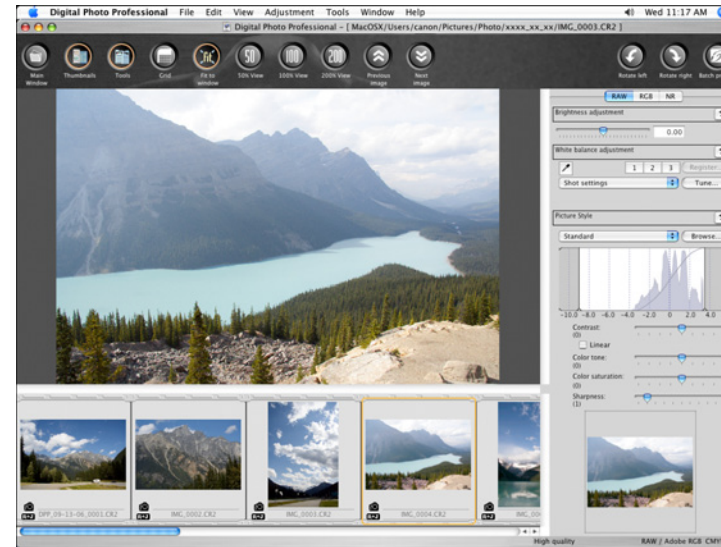 Digital Photo Professional File Edit View Adjustment Tools Window Help Wed 11:17 AM
Digital Photo Professional - [ MacOSX/Users/canon/Pictures/Photo/xxxx_xx_xx/IMG_0003.CR2 ]
50 100 200
Main Window
Thumbnails
Tools
Grid
Fit to window
50% View
100% View
200% View
Previous image
Next image
Rotate left
Rotate right
Batch
RAW RGB NR
Brightness adjustment
0.00
White balance adjustment
1 2 3 Register
Shot settings Tune...
Picture Style
Standard Browse...
-10.0 -8.0 -6.0 -4.0 -2.0 0 2.0 4.0
Contrast:
(0)
Linear
Color tone:
(0)
Color saturation:
(0)
Sharpness:
(1)
DPP_09-13-06_0001.CR2
IMG_0002.CR2
IMG_0003.CR2
IMG_0004.CR2
High quality RAW / Adobe RGB